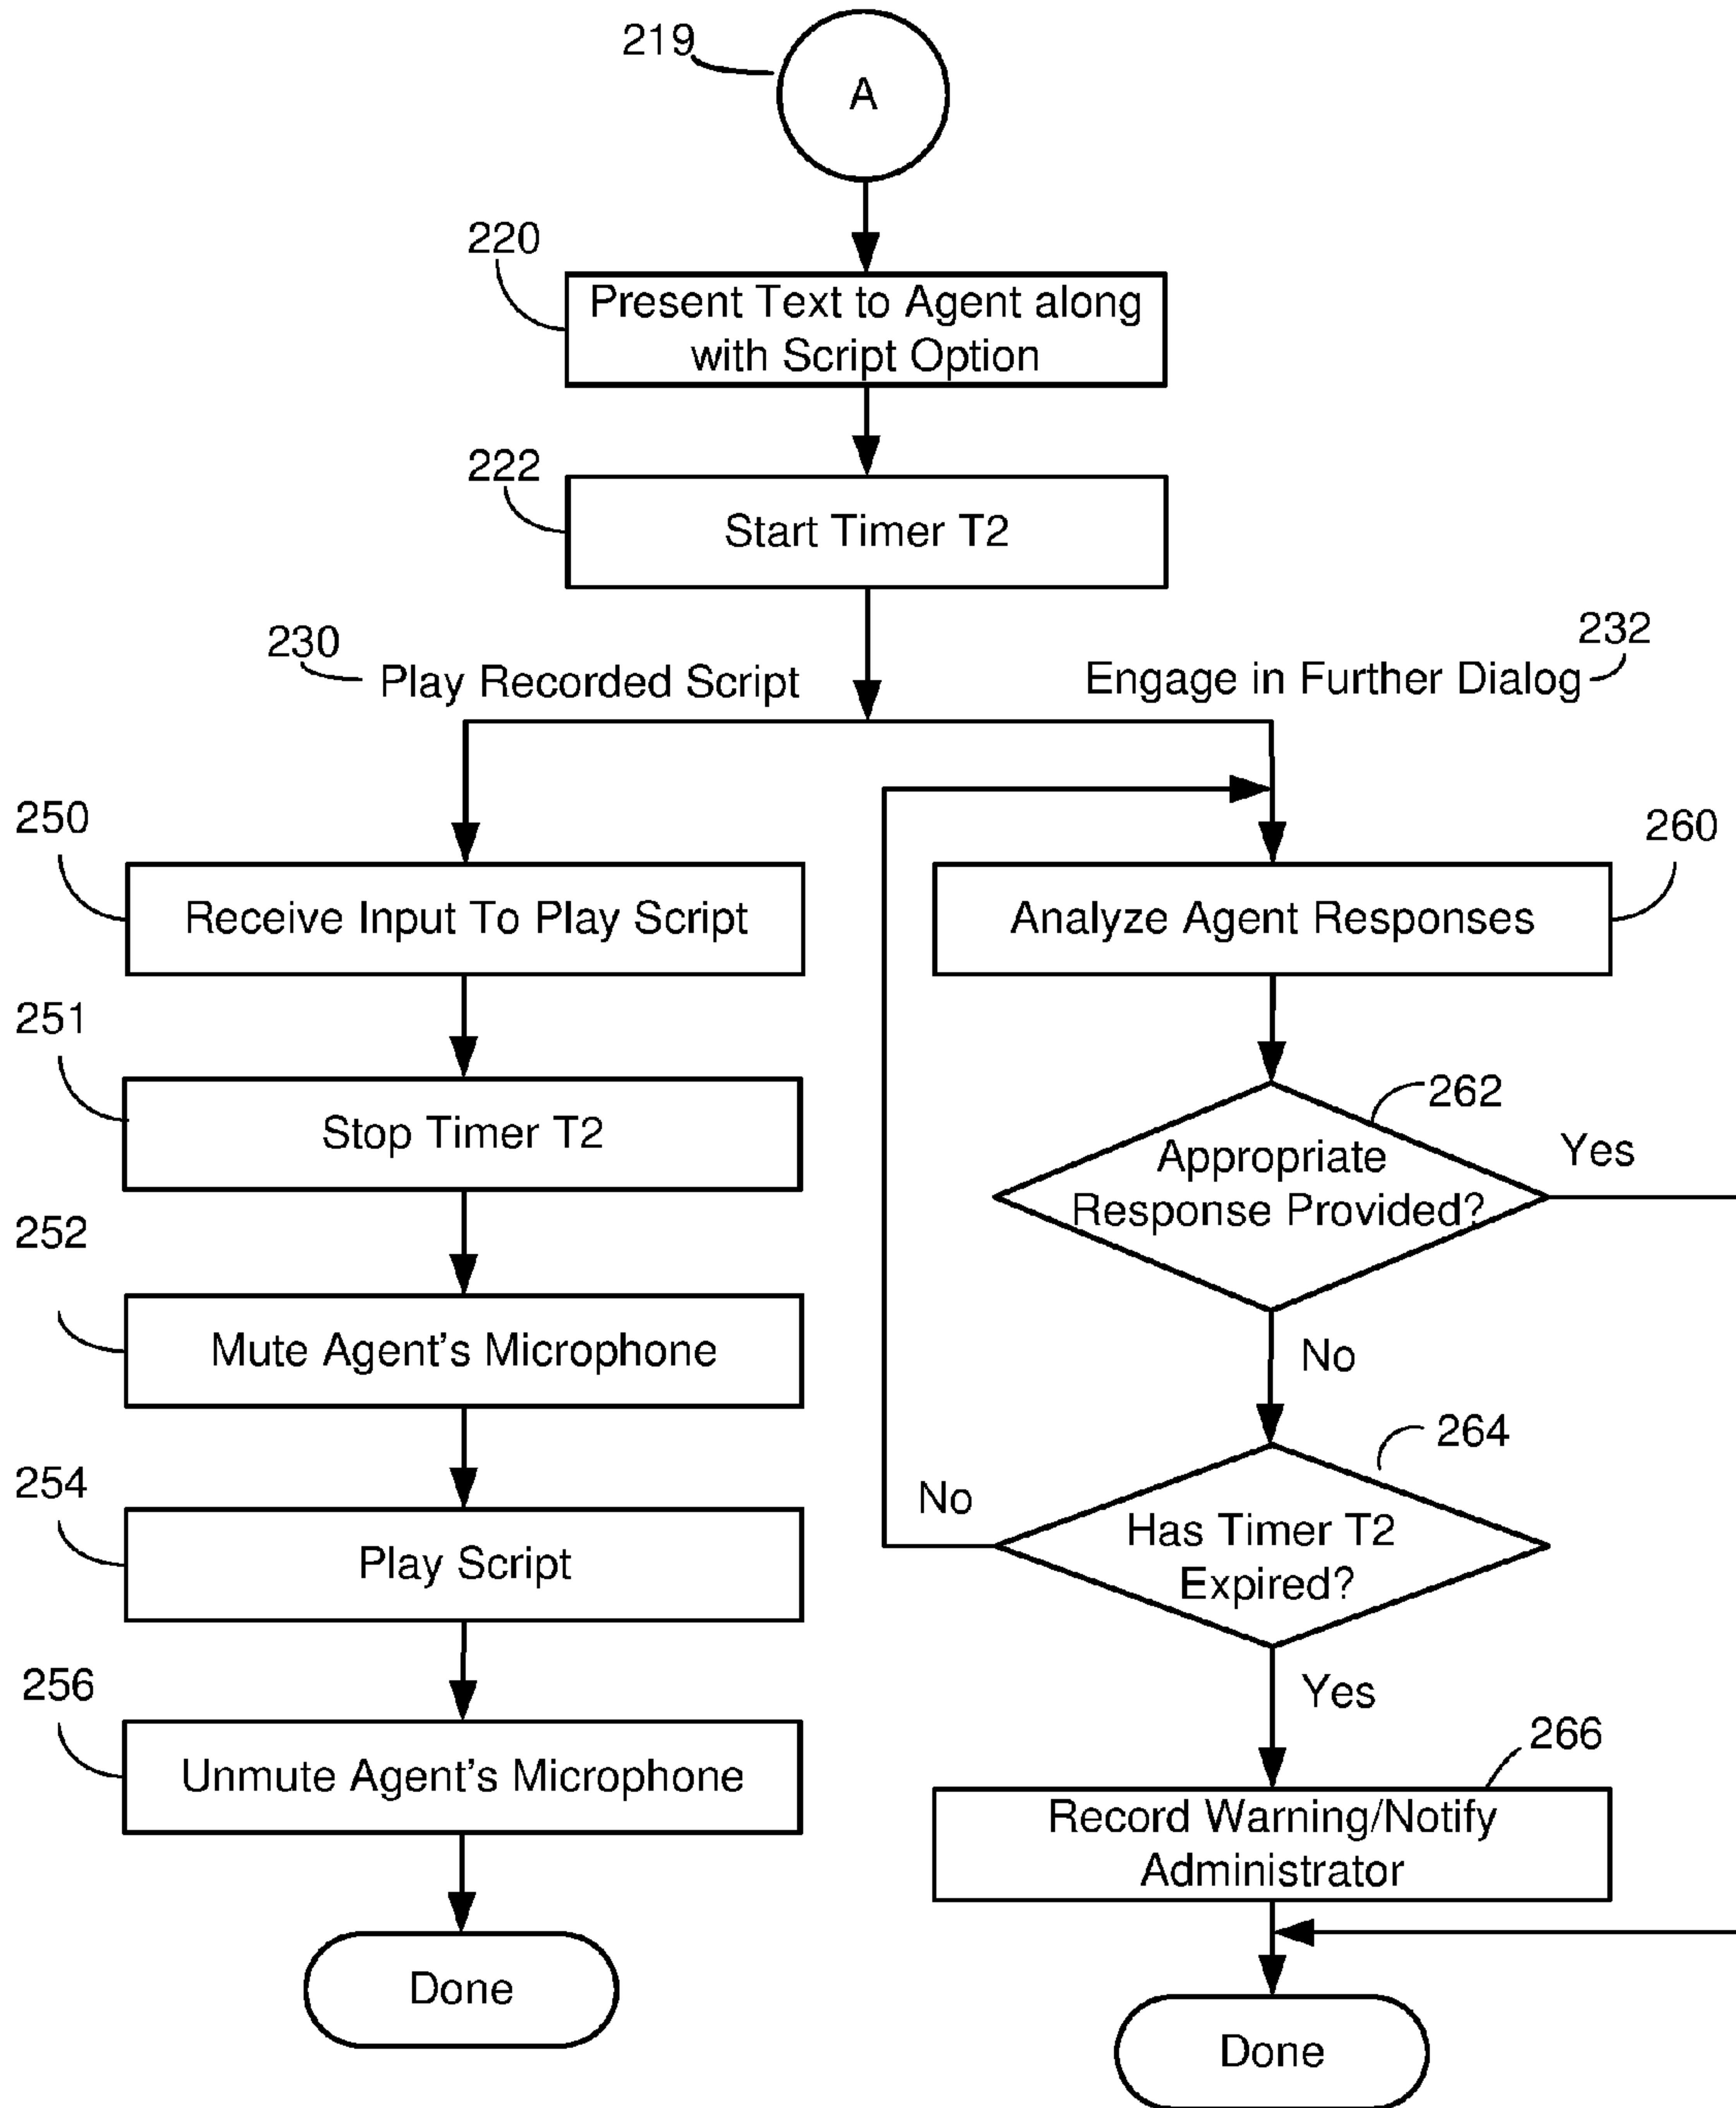 219
A
220
Present Text to Agent along
with Script Option
222
Start Timer T2
230
Play Recorded Script
232
Engage in Further Dialog
250
Receive Input To Play Script
260
Analyze Agent Responses
251
Stop Timer T2
262
Appropriate
Response Provided?
Yes
252
Mute Agent's Microphone
No
264
Has Timer T2
Expired?
No
254
Play Script
Yes
256
Unmute Agent's Microphone
266
Record Warning/Notify
Administrator
Done
Done